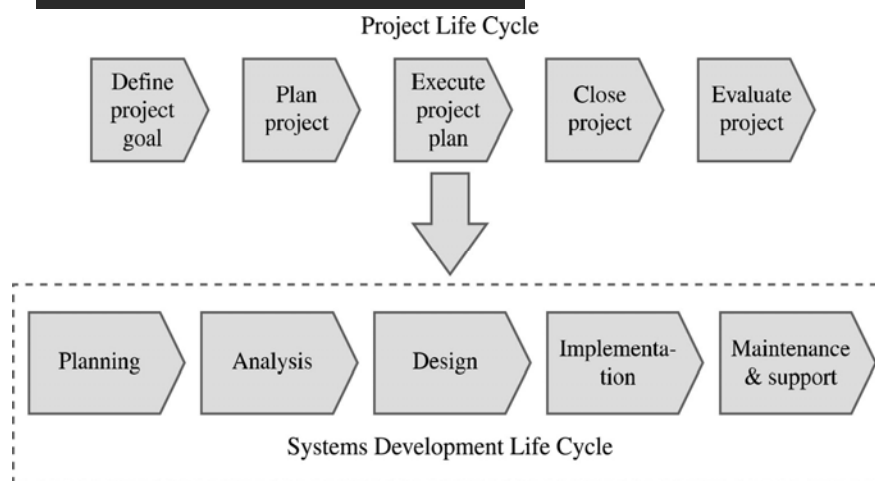 Project Life Cycle
Define
project
goal
Plan
project
Execute
project
plan
Close
project
Evaluate
project
Planning
Analysis
Design
Implementa-
tion
Maintenance
& support
Systems Development Life Cycle